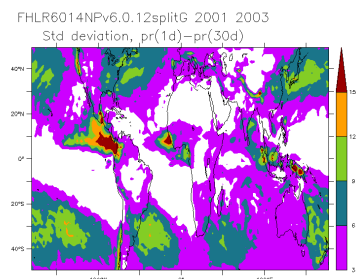 FHLR6014NPv6.0.12splitG 2001 2003
Std deviation, pr(1d)-pr(30d)
40°N
20°N
0°
20°S
40°S
15
12
9
6
3